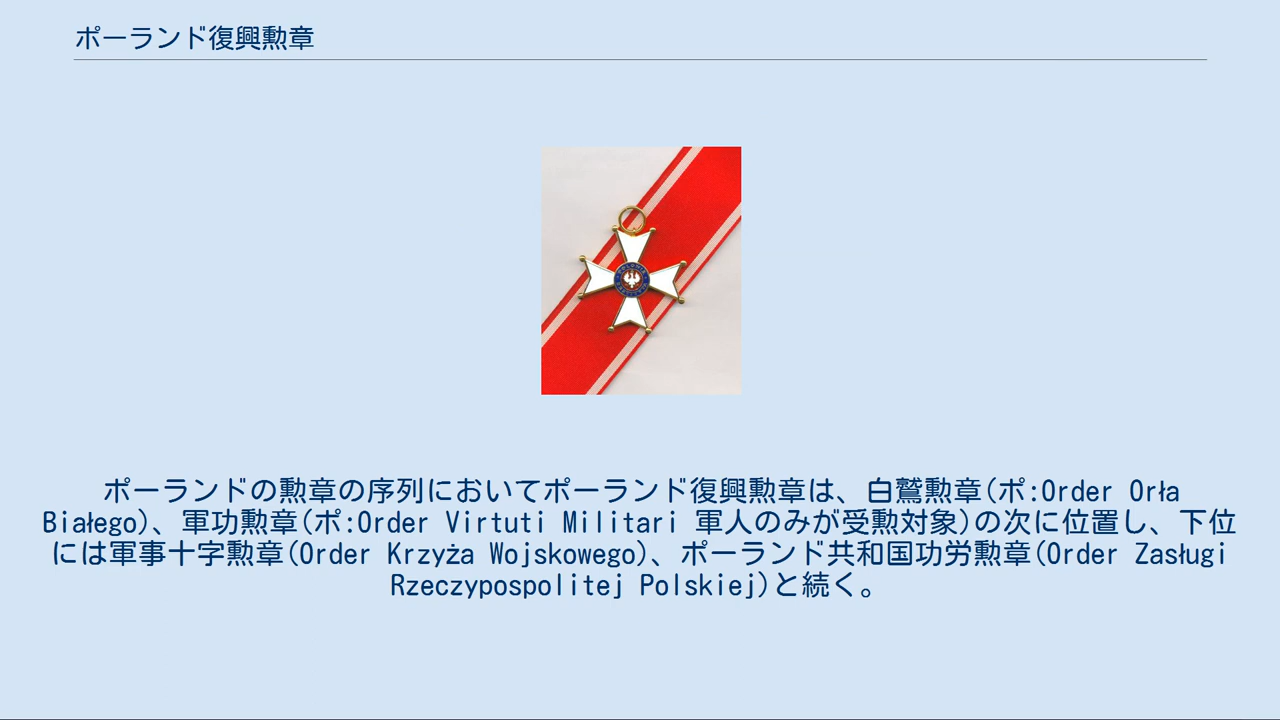 ポーランド復興勲章
ポーランドの勲章の序列においてポーランド復興勲章は、白鷲勲章(ポ:Order Orła
Białego)、軍功勲章(ポ:Order Virtuti Militari 軍人のみが受勲対象)の次に位置し、下位
には軍事十字勲章(Order Krzyża Wojskowego)、ポーランド共和国功労勲章(Order Zasługi
Rzeczypospolitej Polskiej)と続く。